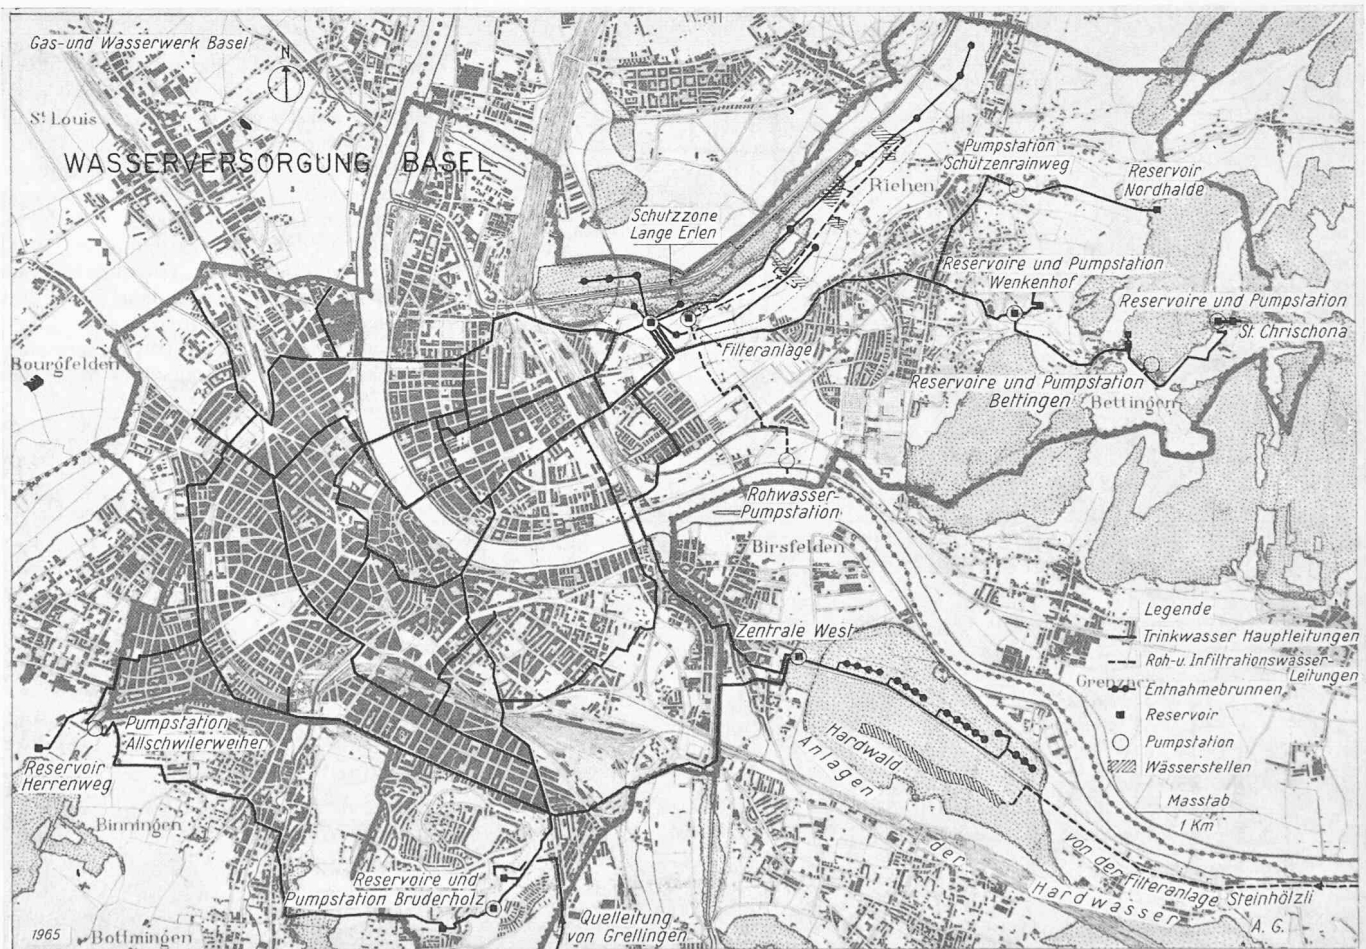 Weil
Gas- und Wasserwerk Basel
N
St Louis
WASSERVERSORGUNG BASEL
Pumpstation
Schützenrainweg
Reservoir
Nordhalde
Riehen
Schutzzone
Lange Erlen
Reservoire und Pumpstation
Wenkenhof
Reservoire und Pumpstation
St. Chrischona
Filteranlage
Bourgfelden
Reservoire und Pumpstation
Bettingen
Bettingen
Rohwasser-
Pumpstation
Birsfelden
Zentrale West
Legende
Trinkwasser Hauptleitungen
Roh- u. Infiltrationswasser-
Leitungen
Entnahmebrunnen
Reservoir
Pumpstation
Wässerstellen
Masstab
1 Km
Pumpstation
Allschwilerweiher
Reservoir
Herrenweg
Hardwald
Anlagen der Hardwasser A. G.
von der Filteranlage Steinhölzli
Binningen
Reservoire und
Pumpstation Bruderholz
Quelleitung
von Grellingen
1965
Bottmingen